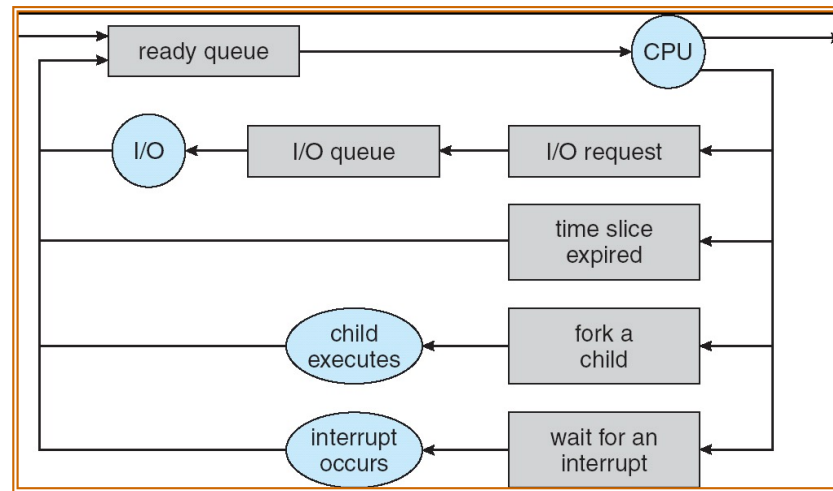 ready queue
CPU
I/O
I/O queue
I/O request
time slice
expired
child
executes
fork a
child
interrupt
occurs
wait for an
interrupt